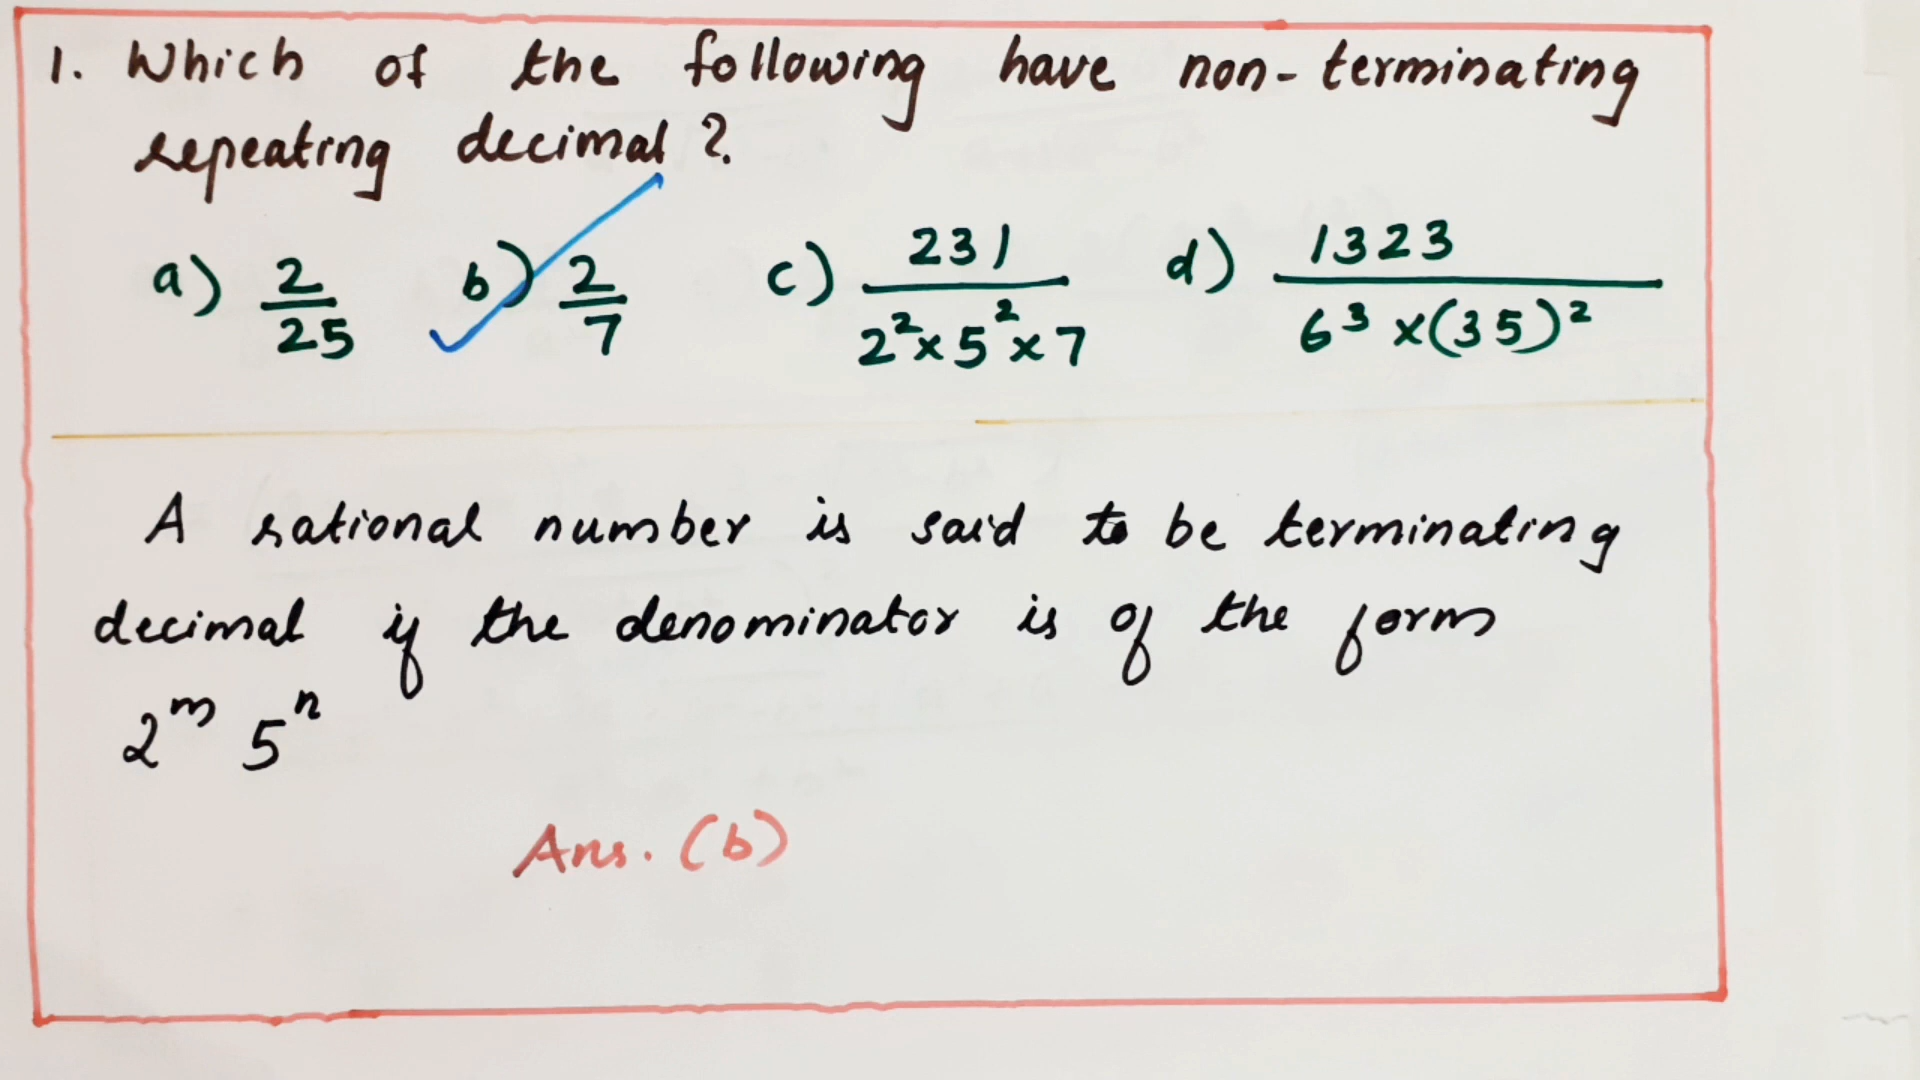 1. Which of the following have non-terminating
repeating decimal ?
a) 2/25 b) 2/7 c) 231/2²×5²×7 d) 1323/6³×(35)²
A rational number is said to be terminating
decimal if the denominator is of the form
2ᵐ 5ⁿ
Ans. (b)